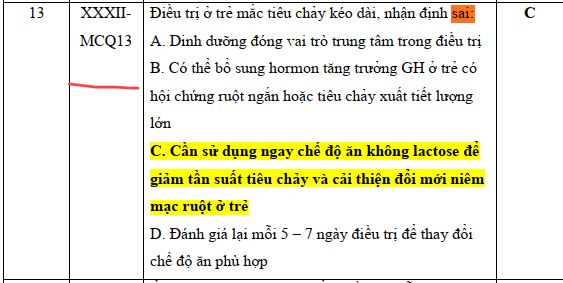 13
XXXII-
MCQ13
Điều trị ở trẻ mắc tiêu chảy kéo dài, nhận định sai:
A. Dinh dưỡng đóng vai trò trung tâm trong điều trị
B. Có thể bổ sung hormon tăng trưởng GH ở trẻ có
hội chứng ruột ngắn hoặc tiêu chảy xuất tiết lượng
lớn
C. Cần sử dụng ngay chế độ ăn không lactose để
giảm tần suất tiêu chảy và cải thiện đổi mới niêm
mạc ruột ở trẻ
D. Đánh giá lại mỗi 5 – 7 ngày điều trị để thay đổi
chế độ ăn phù hợp
C